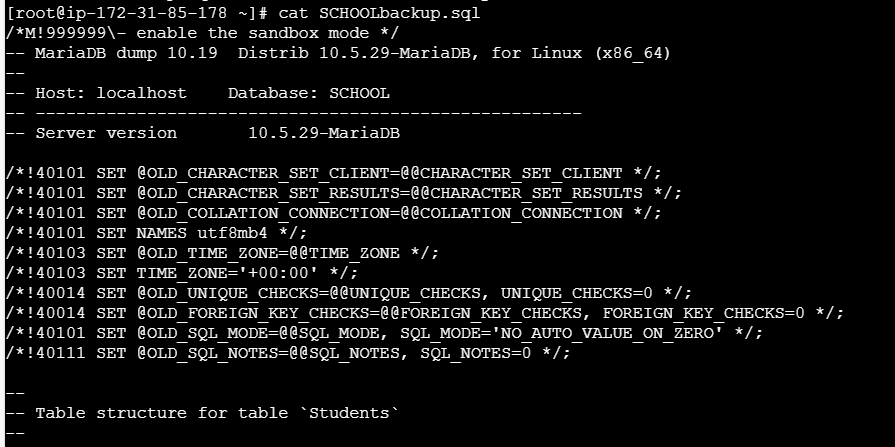 [root@ip-172-31-85-178 ~]# cat SCHOOLbackup.sql
/*M!999999\- enable the sandbox mode */
-- MariaDB dump 10.19  Distrib 10.5.29-MariaDB, for Linux (x86_64)
--
-- Host: localhost    Database: SCHOOL
-- ------------------------------------------------------
-- Server version       10.5.29-MariaDB

/*!40101 SET @OLD_CHARACTER_SET_CLIENT=@@CHARACTER_SET_CLIENT */;
/*!40101 SET @OLD_CHARACTER_SET_RESULTS=@@CHARACTER_SET_RESULTS */;
/*!40101 SET @OLD_COLLATION_CONNECTION=@@COLLATION_CONNECTION */;
/*!40101 SET NAMES utf8mb4 */;
/*!40103 SET @OLD_TIME_ZONE=@@TIME_ZONE */;
/*!40103 SET TIME_ZONE='+00:00' */;
/*!40014 SET @OLD_UNIQUE_CHECKS=@@UNIQUE_CHECKS, UNIQUE_CHECKS=0 */;
/*!40014 SET @OLD_FOREIGN_KEY_CHECKS=@@FOREIGN_KEY_CHECKS, FOREIGN_KEY_CHECKS=0 */;
/*!40101 SET @OLD_SQL_MODE=@@SQL_MODE, SQL_MODE='NO_AUTO_VALUE_ON_ZERO' */;
/*!40111 SET @OLD_SQL_NOTES=@@SQL_NOTES, SQL_NOTES=0 */;

--
-- Table structure for table `Students`
--